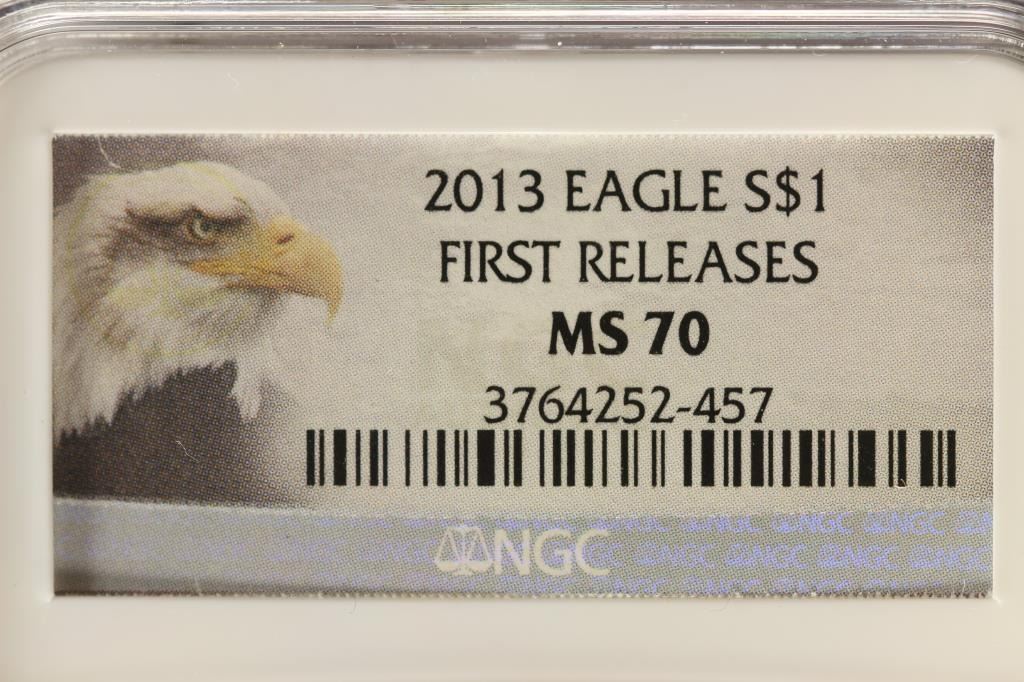 2013 EAGLE S$1
FIRST RELEASES
MS 70
3764252-457
NGC